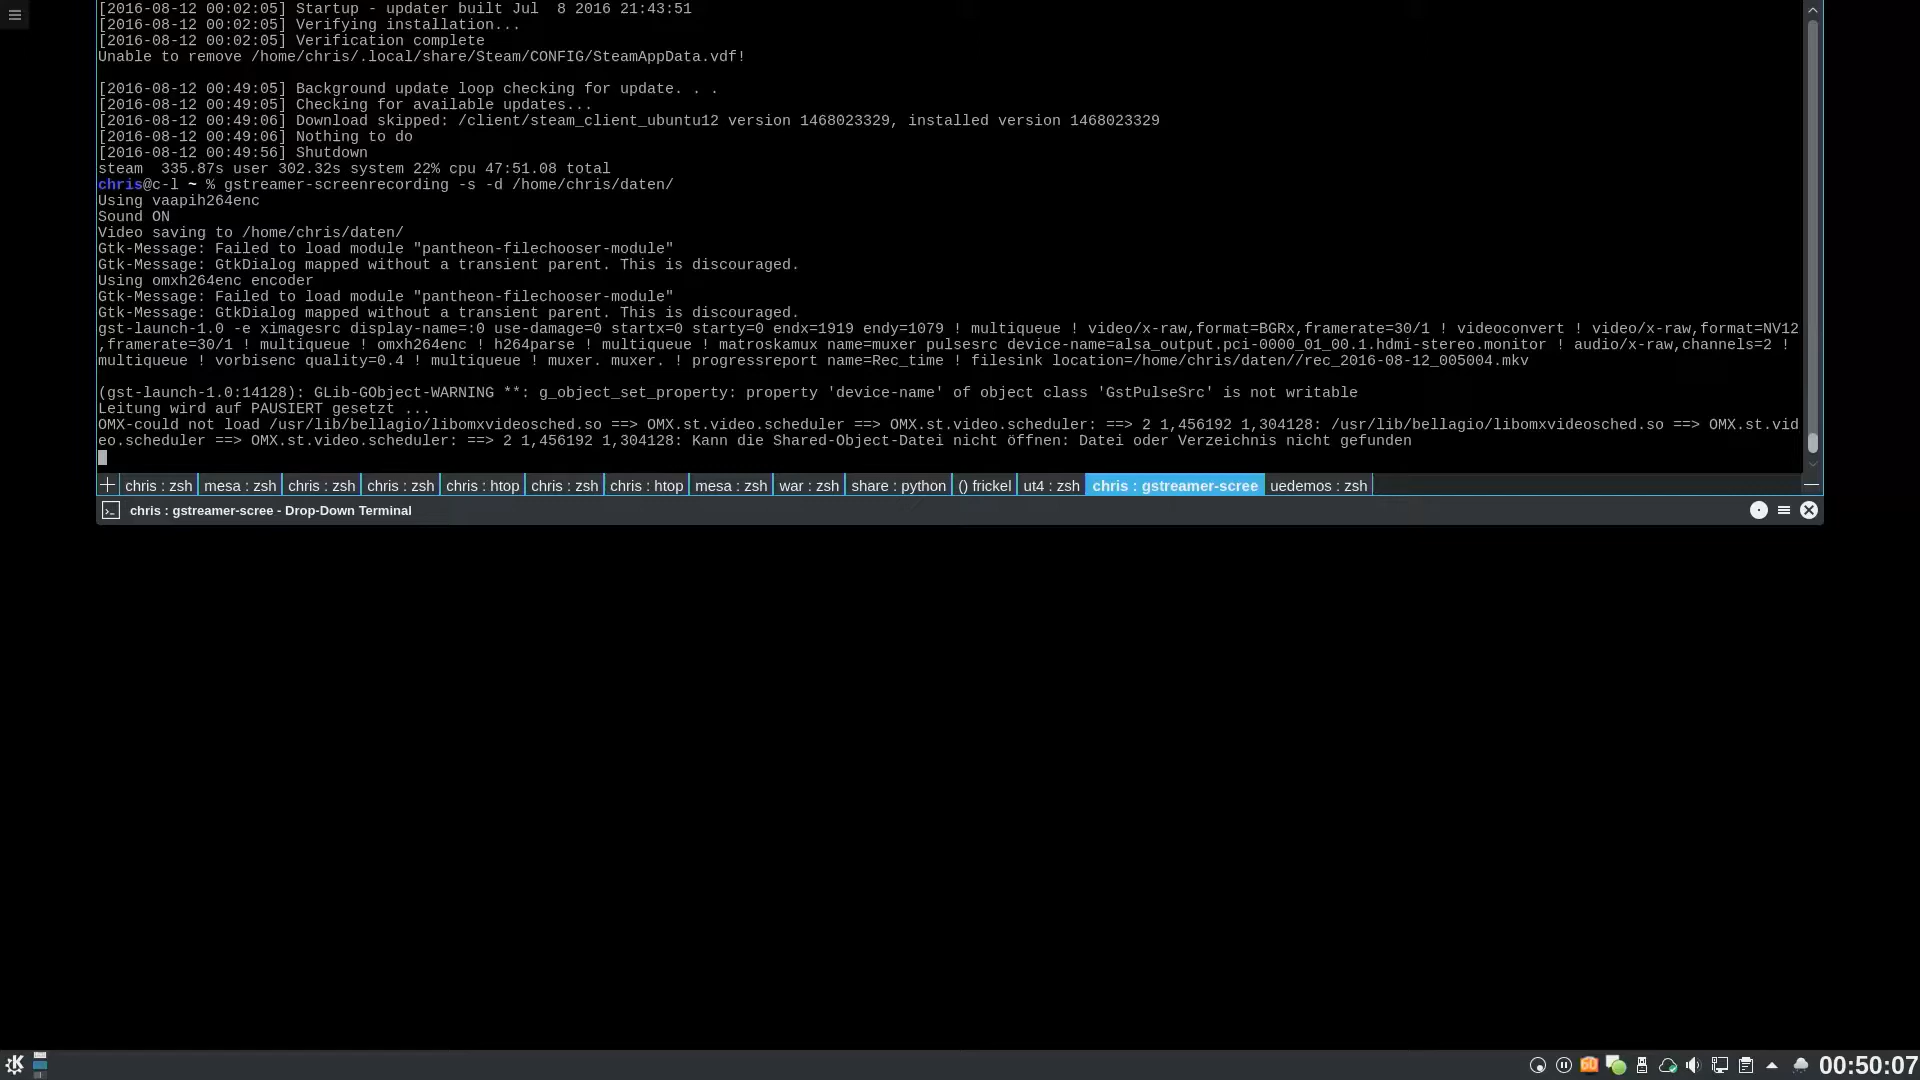 [2016-08-12 00:02:05] Startup - updater built Jul  8 2016 21:43:51
[2016-08-12 00:02:05] Verifying installation...
[2016-08-12 00:02:05] Verification complete
Unable to remove /home/chris/.local/share/Steam/CONFIG/SteamAppData.vdf!
[2016-08-12 00:49:05] Background update loop checking for update. . .
[2016-08-12 00:49:05] Checking for available updates...
[2016-08-12 00:49:06] Download skipped: /client/steam_client_ubuntu12 version 1468023329, installed version 1468023329
[2016-08-12 00:49:06] Nothing to do
[2016-08-12 00:49:56] Shutdown
steam  335.87s user 302.32s system 22% cpu 47:51.08 total
chris@c-l ~ % gstreamer-screenrecording -s -d /home/chris/daten/
Using vaapih264enc
Sound ON
Video saving to /home/chris/daten/
Gtk-Message: Failed to load module "pantheon-filechooser-module"
Gtk-Message: GtkDialog mapped without a transient parent. This is discouraged.
Using omxh264enc encoder
Gtk-Message: Failed to load module "pantheon-filechooser-module"
Gtk-Message: GtkDialog mapped without a transient parent. This is discouraged.
gst-launch-1.0 -e ximagesrc display-name=:0 use-damage=0 startx=0 starty=0 endx=1919 endy=1079 ! multiqueue ! video/x-raw,format=BGRx,framerate=30/1 ! videoconvert ! video/x-raw,format=NV12
,framerate=30/1 ! multiqueue ! omxh264enc ! h264parse ! multiqueue ! matroskamux name=muxer pulsesrc device-name=alsa_output.pci-0000_01_00.1.hdmi-stereo.monitor ! audio/x-raw,channels=2 !
multiqueue ! vorbisenc quality=0.4 ! multiqueue ! muxer. muxer. ! progressreport name=Rec_time ! filesink location=/home/chris/daten//rec_2016-08-12_005004.mkv
(gst-launch-1.0:14128): GLib-GObject-WARNING **: g_object_set_property: property 'device-name' of object class 'GstPulseSrc' is not writable
Leitung wird auf PAUSIERT gesetzt ...
OMX-could not load /usr/lib/bellagio/libomxvideosched.so ==> OMX.st.video.scheduler ==> OMX.st.video.scheduler: ==> 2 1,456192 1,304128: /usr/lib/bellagio/libomxvideosched.so ==> OMX.st.vid
eo.scheduler ==> OMX.st.video.scheduler: ==> 2 1,456192 1,304128: Kann die Shared-Object-Datei nicht öffnen: Datei oder Verzeichnis nicht gefunden
chris : zsh mesa : zsh chris : zsh chris : zsh chris : htop chris : zsh chris : htop mesa : zsh war : zsh share : python () frickel ut4 : zsh chris : gstreamer-scree uedemos : zsh
chris : gstreamer-scree - Drop-Down Terminal
00:50:07